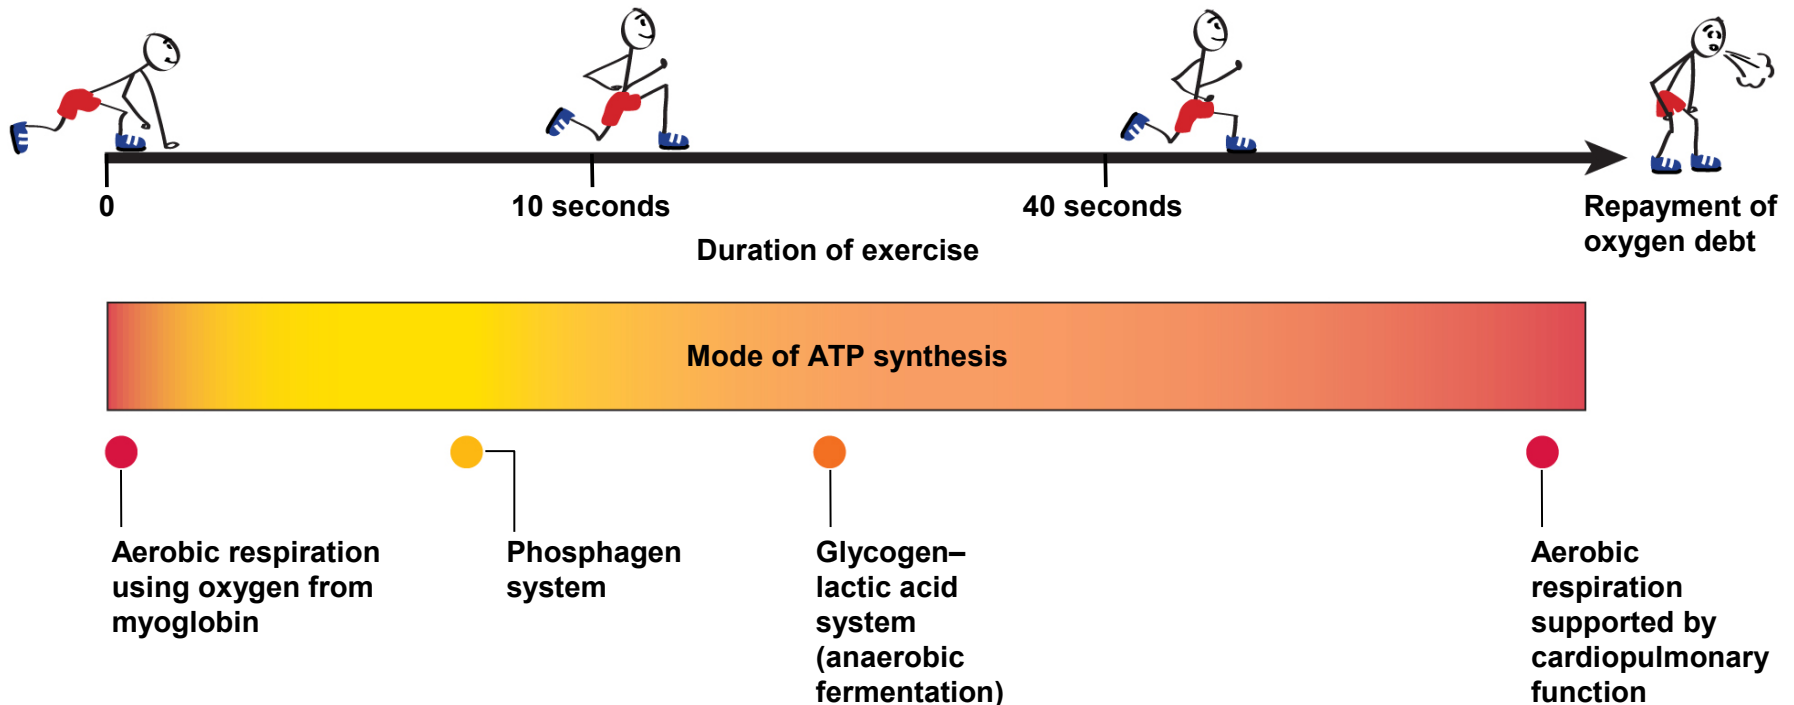 0
10 seconds
40 seconds
Repayment of
oxygen debt
Duration of exercise
Mode of ATP synthesis
Aerobic respiration
using oxygen from
myoglobin
Phosphagen
system
Glycogen–
lactic acid
system
(anaerobic
fermentation)
Aerobic
respiration
supported by
cardiopulmonary
function